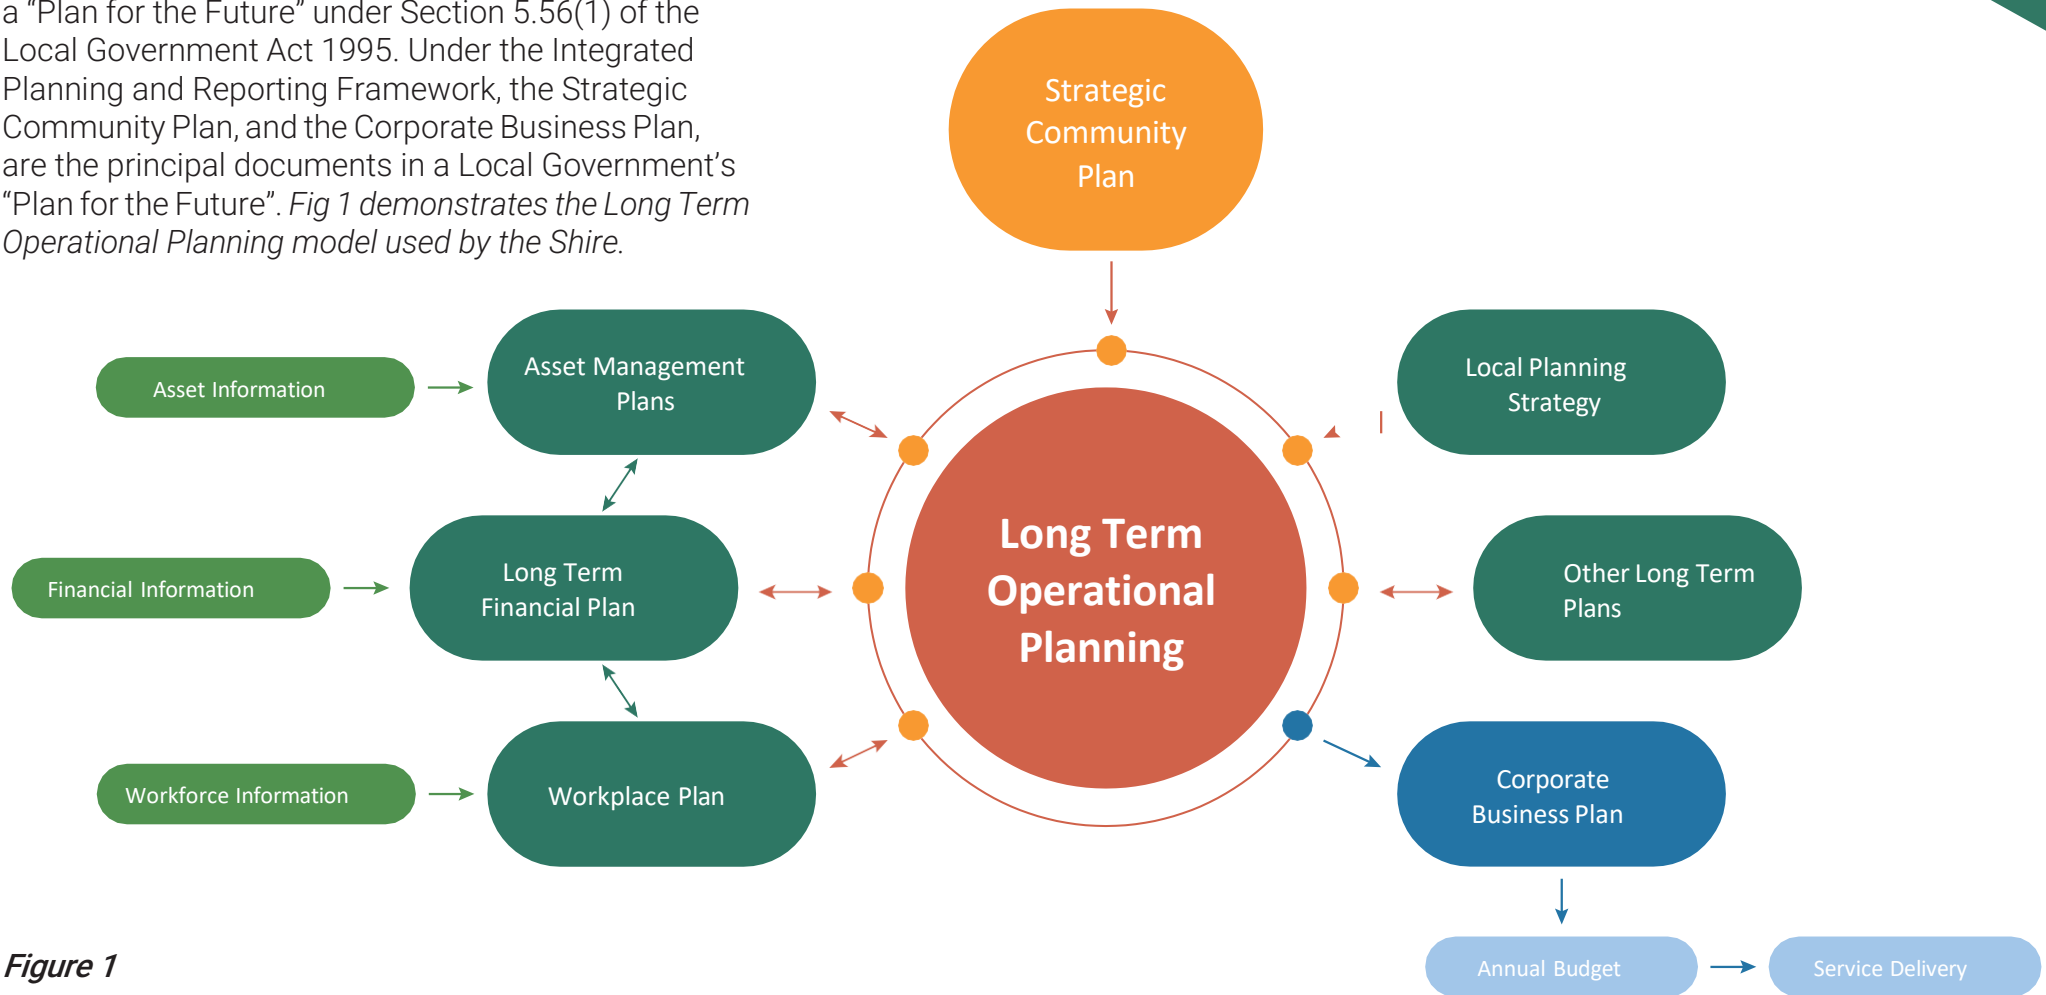 a “Plan for the Future” under Section 5.56(1) of the
Local Government Act 1995. Under the Integrated
Planning and Reporting Framework, the Strategic
Community Plan, and the Corporate Business Plan,
are the principal documents in a Local Government’s
“Plan for the Future”. Fig 1 demonstrates the Long Term
Operational Planning model used by the Shire.
Strategic
Community
Plan
Asset Information
Asset Management
Plans
Local Planning
Strategy
Financial Information
Long Term
Financial Plan
Long Term
Operational
Planning
Other Long Term
Plans
Workforce Information
Workplace Plan
Corporate
Business Plan
Annual Budget
Service Delivery
Figure 1